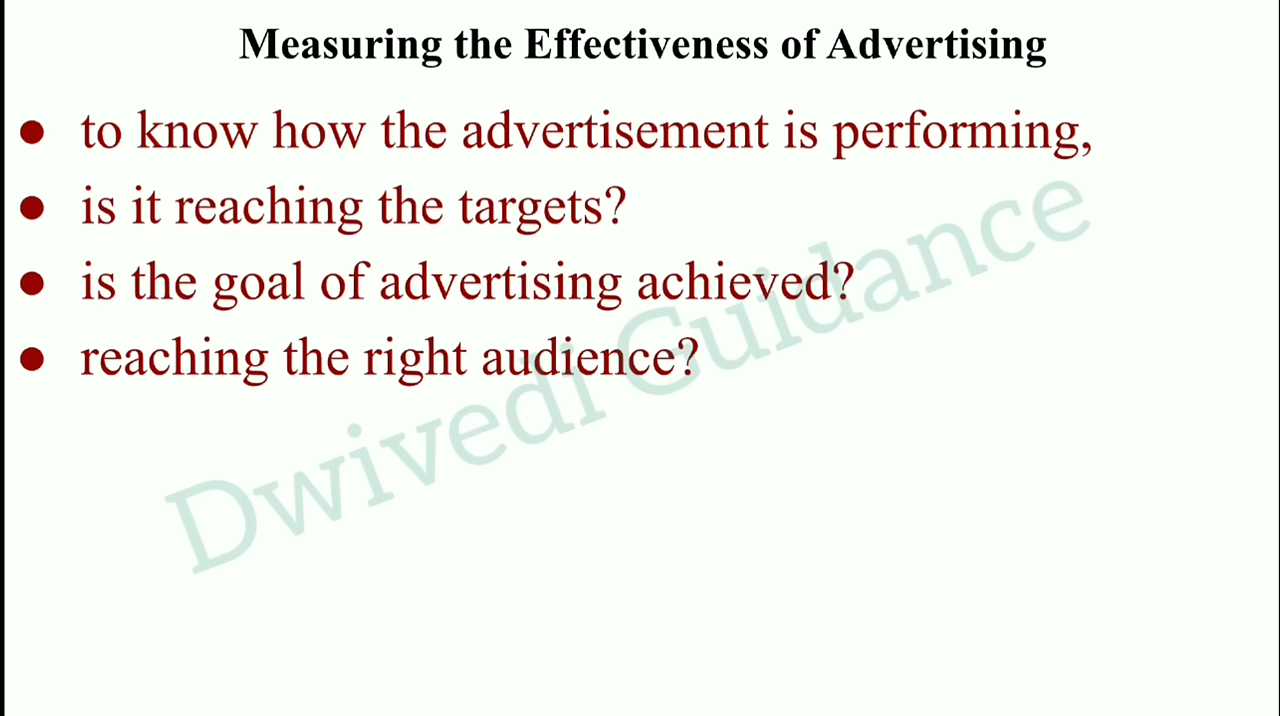 Measuring the Effectiveness of Advertising
● to know how the advertisement is performing,
● is it reaching the targets?
● is the goal of advertising achieved?
● reaching the right audience?
Dwivedi Guidance